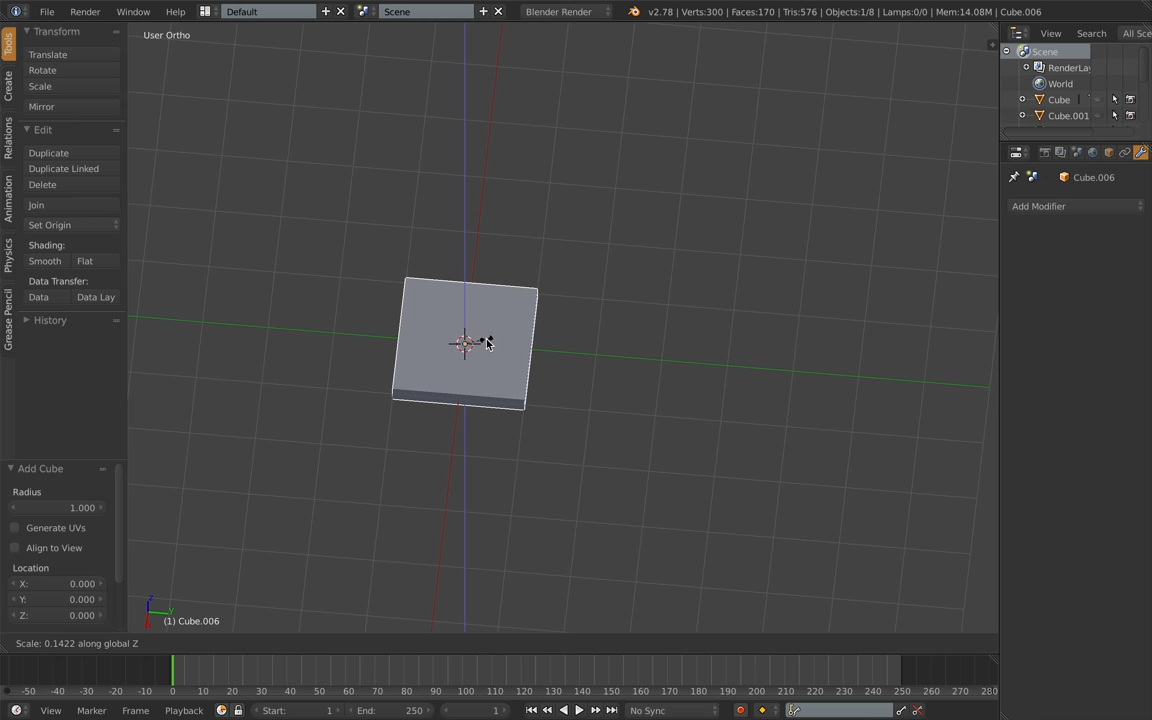 File Render Window Help Default Scene Blender Render v2.78 | Verts:300 | Faces:170 | Tris:576 | Objects:1/8 | Lamps:0/0 | Mem:14.08M | Cube.006
Tools
Create
Relations
Animation
Physics
Grease Pencil
Transform
Translate
Rotate
Scale
Mirror
Edit
Duplicate
Duplicate Linked
Delete
Join
Set Origin
Shading:
Smooth Flat
Data Transfer:
Data Data Lay
History
Add Cube
Radius
1.000
Generate UVs
Align to View
Location
X: 0.000
Y: 0.000
Z: 0.000
User Ortho
z
y
(1) Cube.006
Scale: 0.1422 along global Z
View Search All Sce
Scene
RenderLay
World
Cube
Cube.001
Cube.006
Add Modifier
-50 -40 -30 -20 -10 0 10 20 30 40 50 60 70 80 90 100 110 120 130 140 150 160 170 180 190 200 210 220 230 240 250 260 270 280
View Marker Frame Playback Start: 1 End: 250 1 No Sync